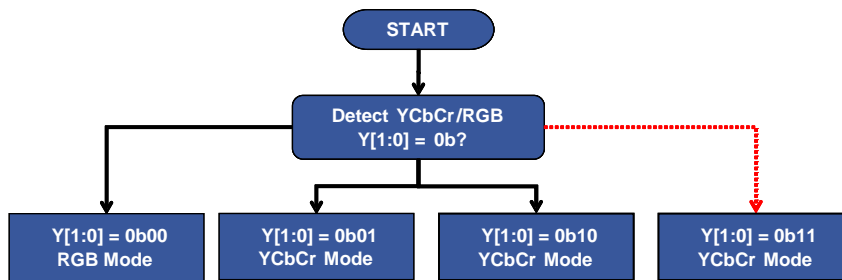 START
Detect YCbCr/RGB
Y[1:0] = 0b?
Y[1:0] = 0b00
RGB Mode
Y[1:0] = 0b01
YCbCr Mode
Y[1:0] = 0b10
YCbCr Mode
Y[1:0] = 0b11
YCbCr Mode